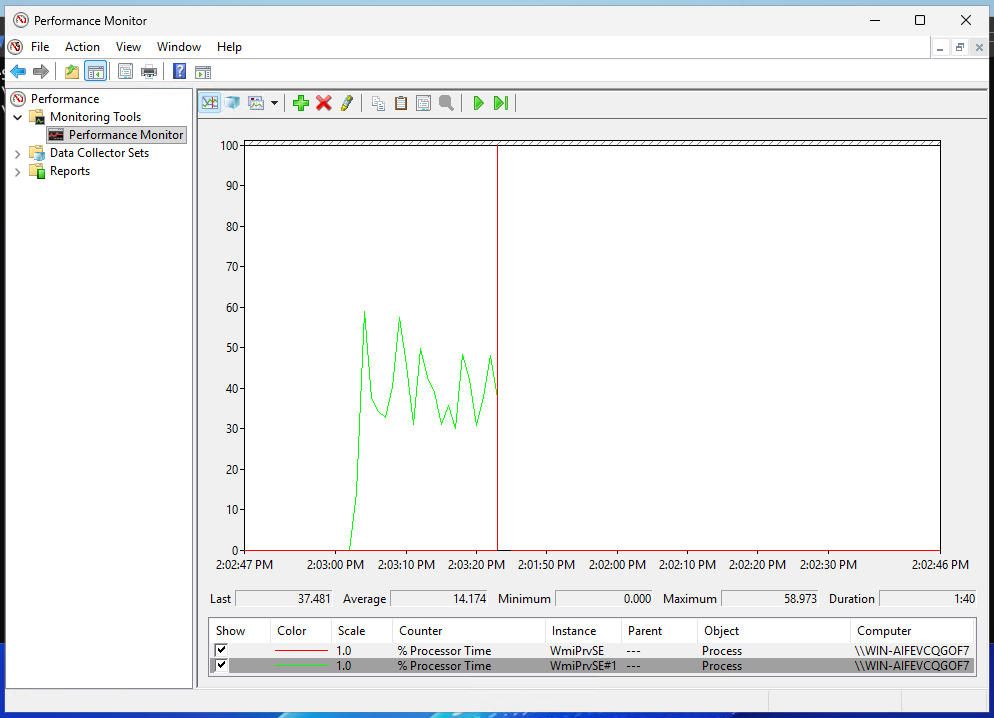 Performance Monitor
File Action View Window Help
Performance
Monitoring Tools
Performance Monitor
Data Collector Sets
Reports
100
90
80
70
60
50
40
30
20
10
0
2:02:47 PM 2:03:00 PM 2:03:10 PM 2:03:20 PM 2:01:50 PM 2:02:00 PM 2:02:10 PM 2:02:20 PM 2:02:30 PM 2:02:46 PM
Last 37.481 Average 14.174 Minimum 0.000 Maximum 58.973 Duration 1:40
Show Color Scale Counter Instance Parent Object Computer
1.0 % Processor Time WmiPrvSE --- Process \\WIN-AIFEVCQGOF7
1.0 % Processor Time WmiPrvSE#1 --- Process \\WIN-AIFEVCQGOF7